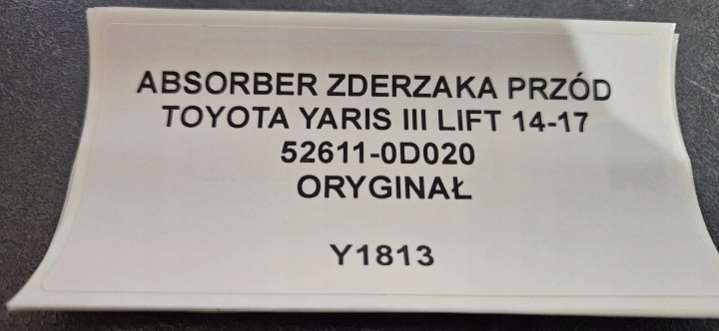 ABSORBER ZDERZAKA PRZÓD
TOYOTA YARIS III LIFT 14-17
52611-0D020
ORYGINAŁ
Y1813